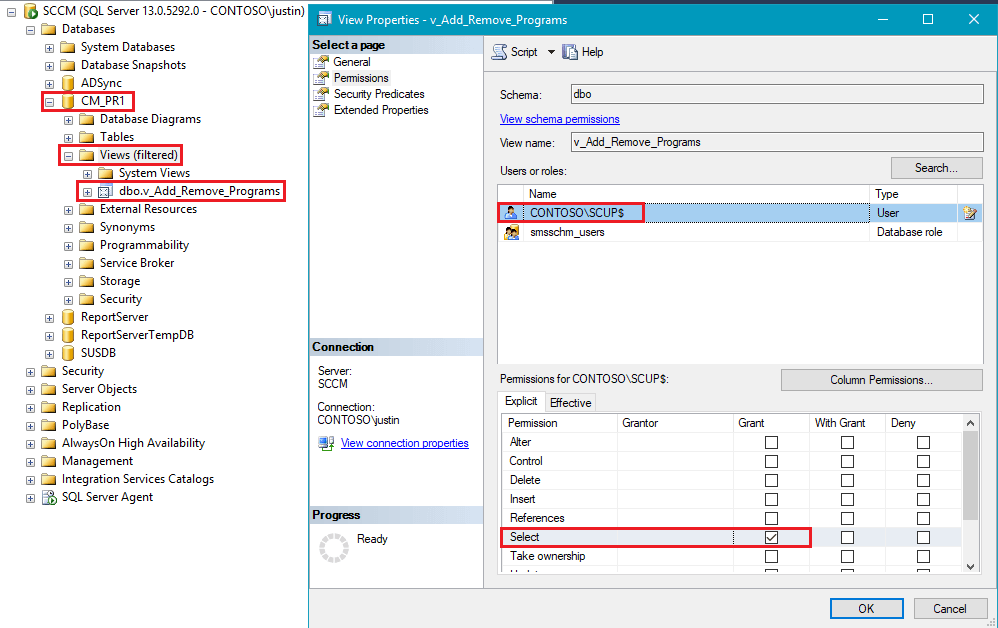 SCCM (SQL Server 13.0.5292.0 - CONTOSO\justin)
Databases
System Databases
Database Snapshots
ADSync
CM_PR1
Database Diagrams
Tables
Views (filtered)
System Views
dbo.v_Add_Remove_Programs
External Resources
Synonyms
Programmability
Service Broker
Storage
Security
ReportServer
ReportServerTempDB
SUSDB
Security
Server Objects
Replication
PolyBase
AlwaysOn High Availability
Management
Integration Services Catalogs
SQL Server Agent
View Properties - v_Add_Remove_Programs
Select a page
General
Permissions
Security Predicates
Extended Properties
Connection
Server:
SCCM
Connection:
CONTOSO\justin
View connection properties
Progress
Ready
Script Help
Schema: dbo
View schema permissions
View name: v_Add_Remove_Programs
Users or roles: Search...
Name Type
CONTOSO\SCUP$ User
smsschm_users Database role
Permissions for CONTOSO\SCUP$: Column Permissions...
Explicit Effective
Permission Grantor Grant With Grant Deny
Alter
Control
Delete
Insert
References
Select
Take ownership
OK Cancel